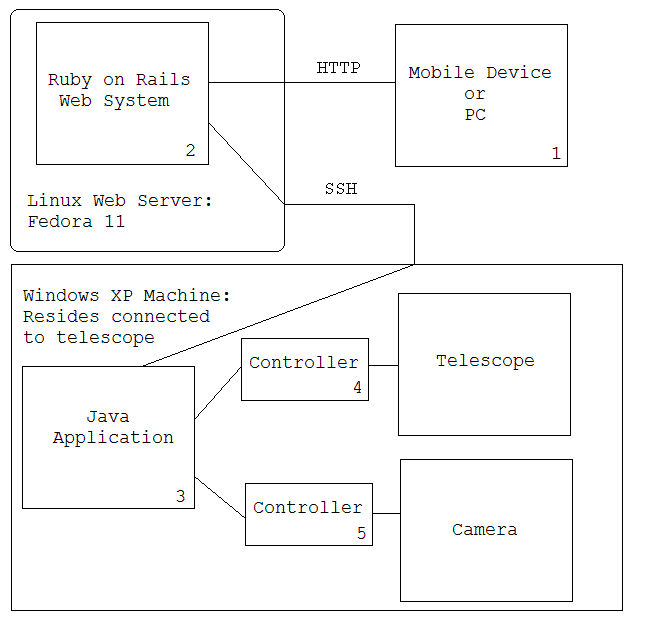 Ruby on Rails
Web System
2
HTTP
Mobile Device
or
PC
1
Linux Web Server:
Fedora 11
SSH
Windows XP Machine:
Resides connected
to telescope
Controller
4
Telescope
Java
Application
3
Controller
5
Camera